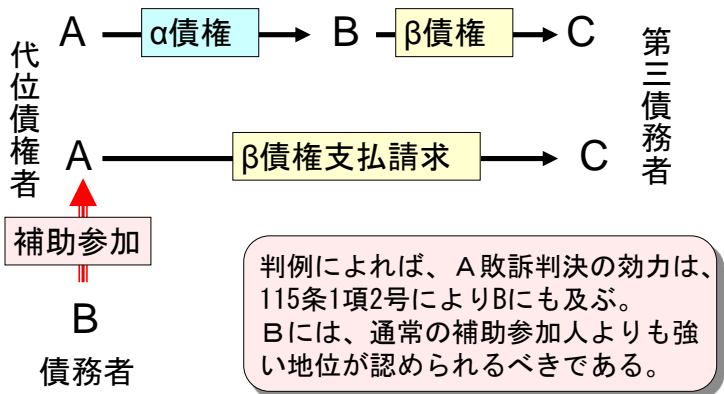 A α債権 B β債権 C
代位債権者
第三債務者
A β債権支払請求 C
補助参加
B
債務者
判例によれば、A敗訴判決の効力は、
115条1項2号によりBにも及ぶ。
Bには、通常の補助参加人よりも強
い地位が認められるべきである。